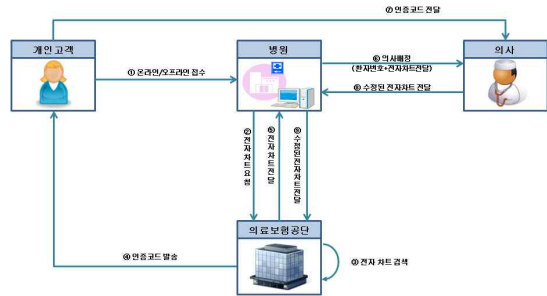 ⑦ 인증코드 전달
개인고객
병원
의사
① 온라인/오프라인 접수
⑥ 의사배정
(환자번호+전자차트전달)
⑧ 수정된 전자차트 전달
② 전자 차트 요청
⑤ 전자 차트 전달
⑨ 수정된 전자차트 전달
의료보험공단
④ 인증코드 발송
③ 전자 차트 검색